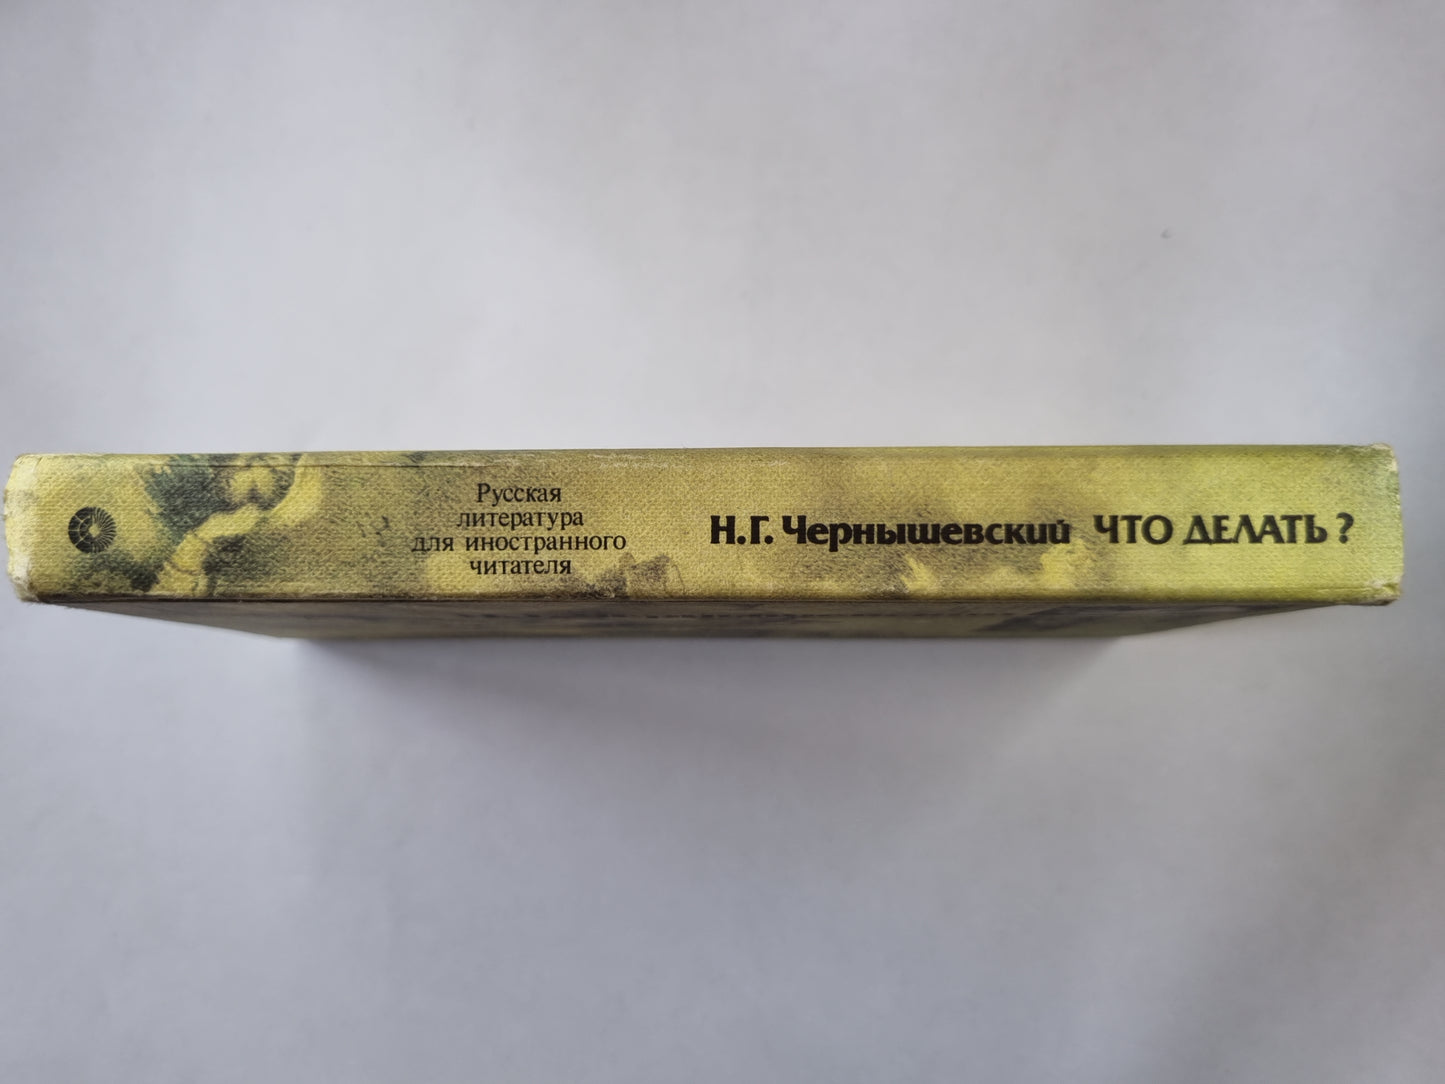 Русская
литература
для иностранного
читателя
Н.Г. Чернышевский ЧТО ДЕЛАТЬ?